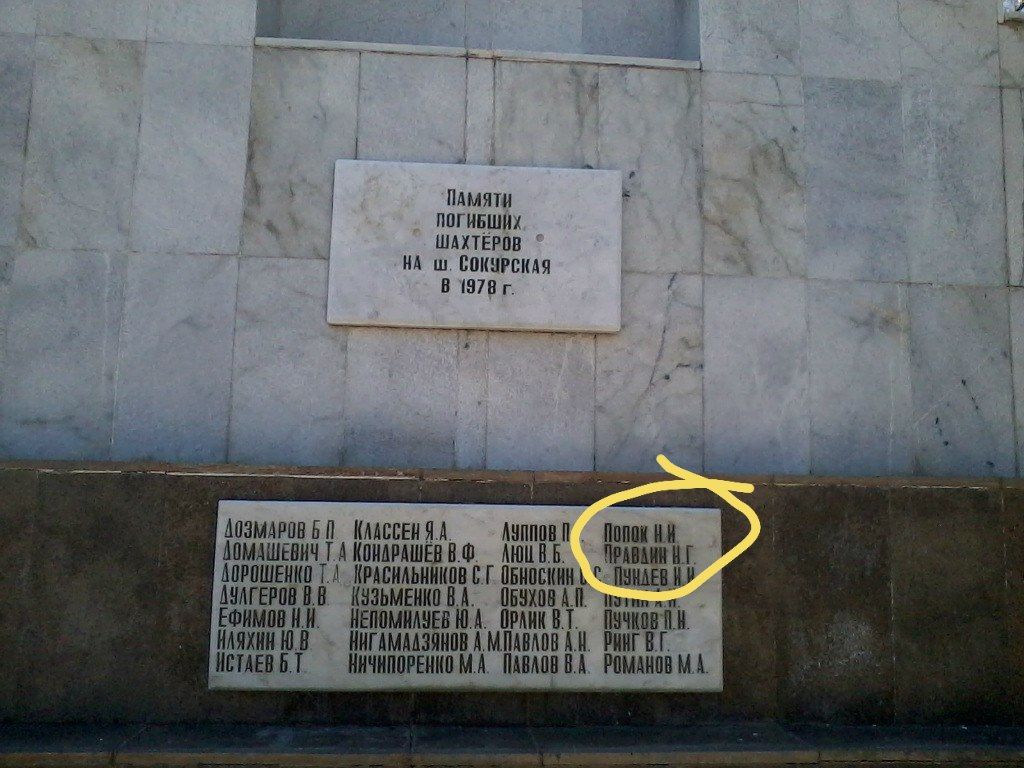 Памяти
погибших
шахтёров
на ш. Сокурская
в 1978 г.
Дозмаров Б П
Домашевич Т А
Дорошенко Т.А
Дулгеров В.В
Ефимов Н.И
Иляхин Ю.В
Истаев Б.Т
Классен Я.А.
Кондрашёв В.Ф.
Красильников С.Г
Кузьменко В.А.
Непомилуев Ю.А.
Нигамадзянов А.М.
Ничипоренко М.А.
Луппов
Люц В.Б.
Обноскин
Обухов А.П.
Орлик В.Т.
Павлов А.Н.
Павлов В.А.
Попок Н.И
Правдин Н.Г.
Пундев
Путин
Пучков П.И.
Ринг В.Г.
Романов М.А.